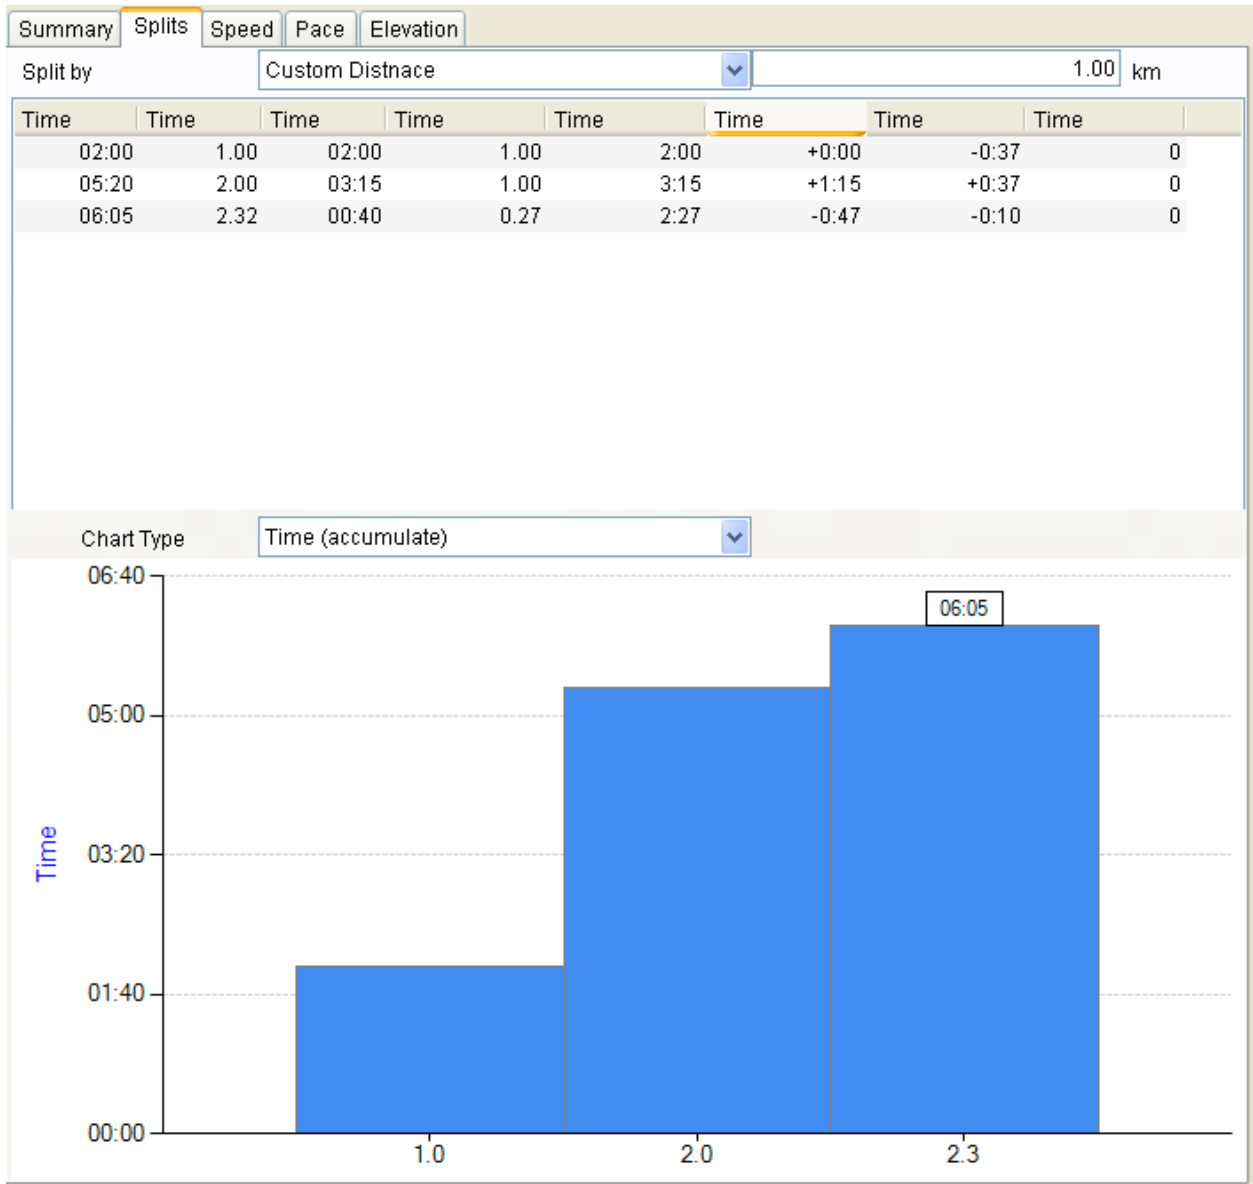 Summary Splits Speed Pace Elevation
Split by Custom Distnace 1.00 km
Time Time Time Time Time Time Time Time
02:00 1.00 02:00 1.00 2:00 +0:00 -0:37 0
05:20 2.00 03:15 1.00 3:15 +1:15 +0:37 0
06:05 2.32 00:40 0.27 2:27 -0:47 -0:10 0
Chart Type Time (accumulate)
06:40
06:05
05:00
Time
03:20
01:40
00:00
1.0 2.0 2.3